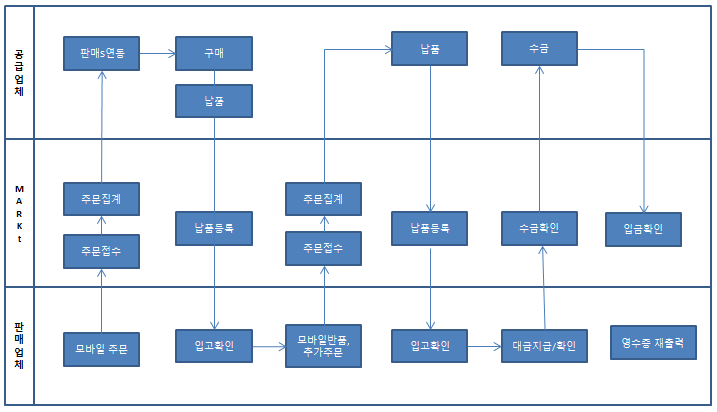 공급업체
판매s연동
구매
납품
납품
수금
MARKt
주문집계
주문접수
납품등록
주문집계
주문접수
납품등록
수금확인
입금확인
판매업체
모바일 주문
입고확인
모바일반품,
추가주문
입고확인
대금지급/확인
영수증 재출력